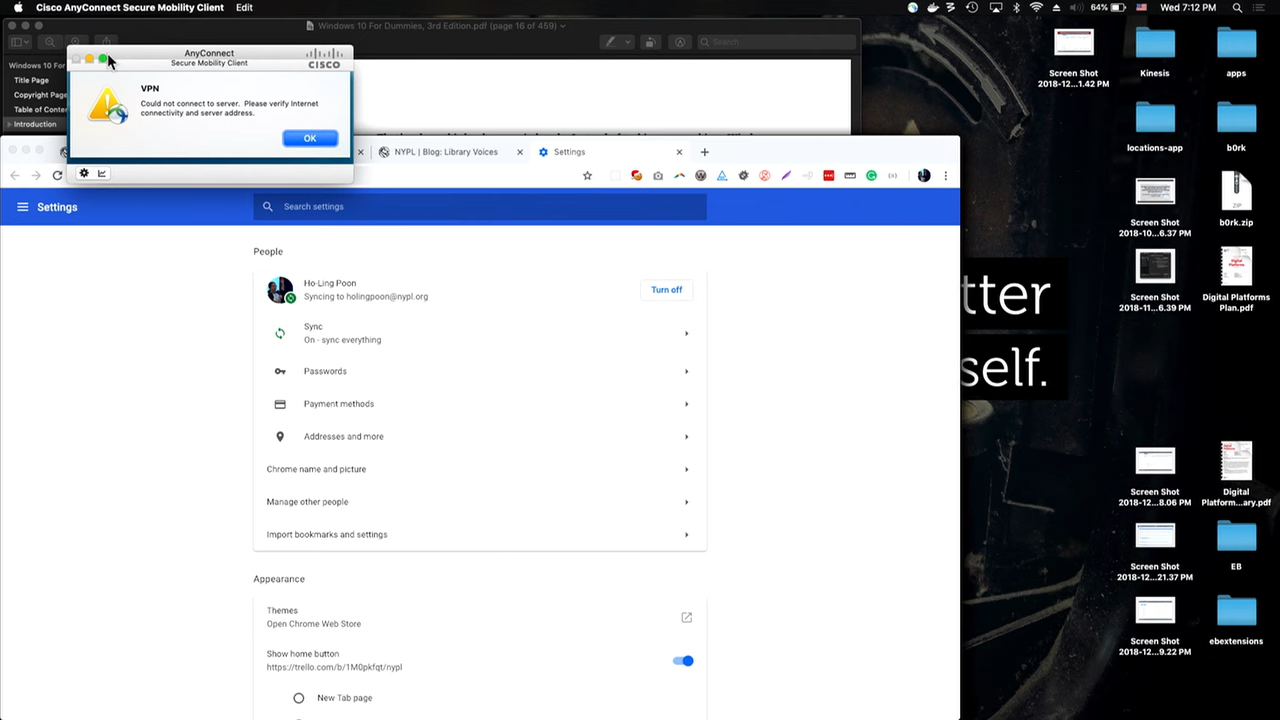 Cisco AnyConnect Secure Mobility Client Edit
64% Wed 7:12 PM
Windows 10 For Dummies, 3rd Edition.pdf (page 16 of 459)
Search
Windows 10 For
Title Page
Copyright Page
Table of Conten
Introduction
AnyConnect
Secure Mobility Client
CISCO
VPN
Could not connect to server. Please verify Internet
connectivity and server address.
OK
NYPL | Blog: Library Voices
Settings
Settings
Search settings
People
Ho-Ling Poon
Syncing to holingpoon@nypl.org
Turn off
Sync
On - sync everything
Passwords
Payment methods
Addresses and more
Chrome name and picture
Manage other people
Import bookmarks and settings
Appearance
Themes
Open Chrome Web Store
Show home button
https://trello.com/b/1M0pkfqt/nypl
New Tab page
tter
self.
Screen Shot
2018-12...1.42 PM
Kinesis
apps
locations-app
b0rk
Screen Shot
2018-10...6.37 PM
ZIP
b0rk.zip
Screen Shot
2018-11...6.39 PM
Digital Platforms
Plan.pdf
Screen Shot
2018-12...8.06 PM
Digital
Platform...ary.pdf
Screen Shot
2018-12...21.37 PM
EB
Screen Shot
2018-12...9.22 PM
ebextensions